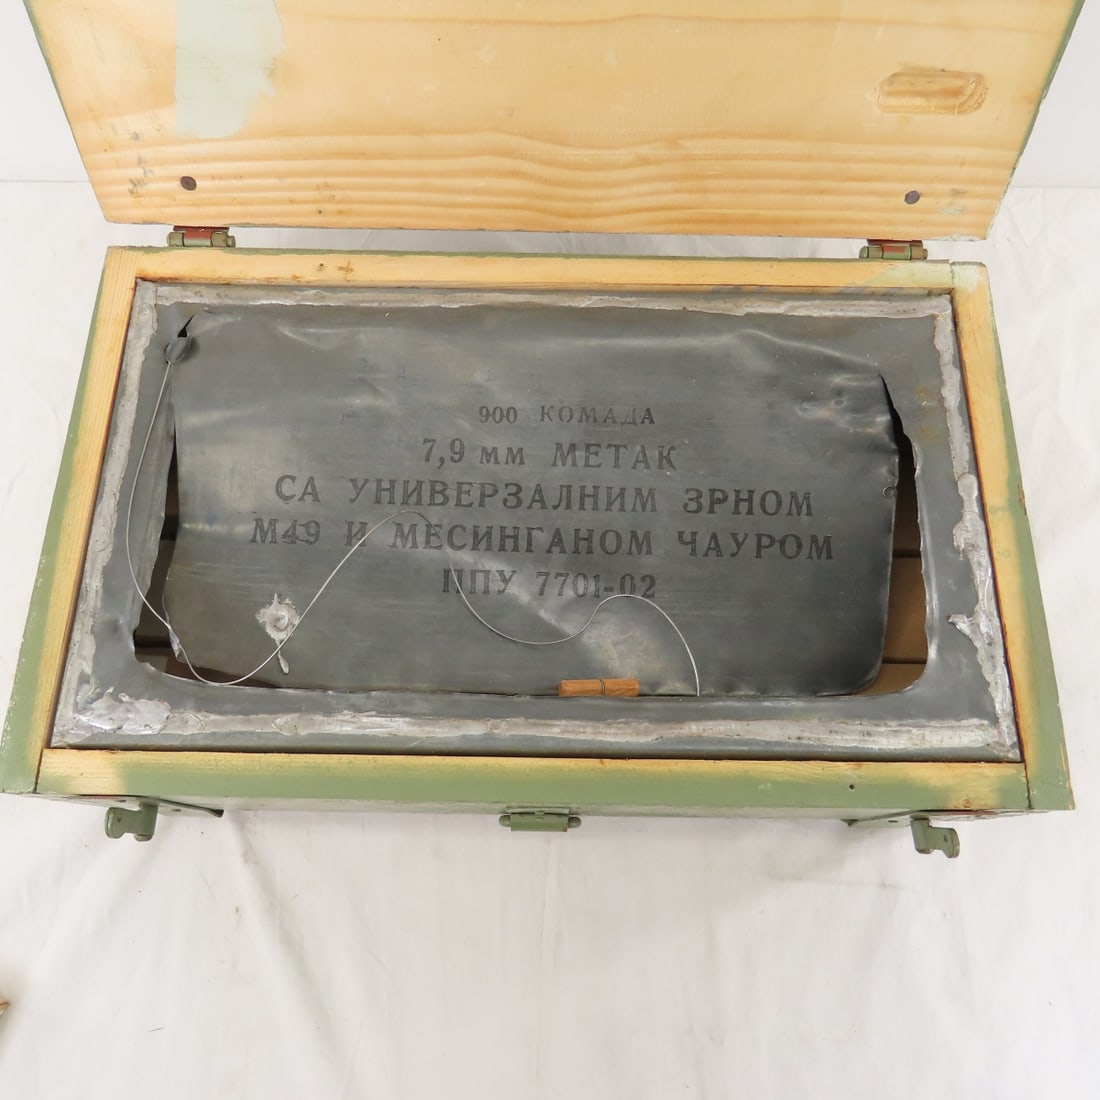 900 КОМАДА
7,9 мм МЕТАК
СА УНИВЕРЗАЛНИМ ЗРНОМ
М49 И МЕСИНГАНОМ ЧАУРОМ
ППУ 7701-02